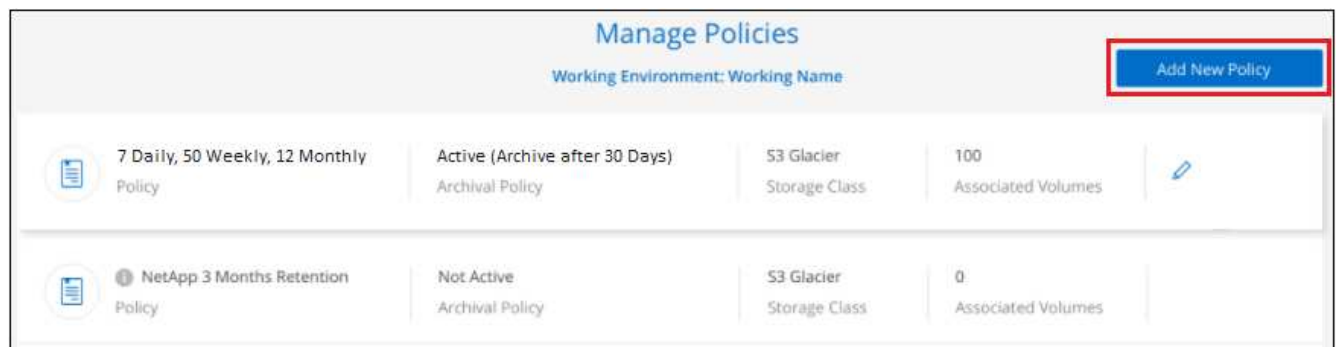 Manage Policies
Working Environment: Working Name
Add New Policy
7 Daily, 50 Weekly, 12 Monthly
Policy
Active (Archive after 30 Days)
Archival Policy
S3 Glacier
Storage Class
100
Associated Volumes
NetApp 3 Months Retention
Policy
Not Active
Archival Policy
S3 Glacier
Storage Class
0
Associated Volumes